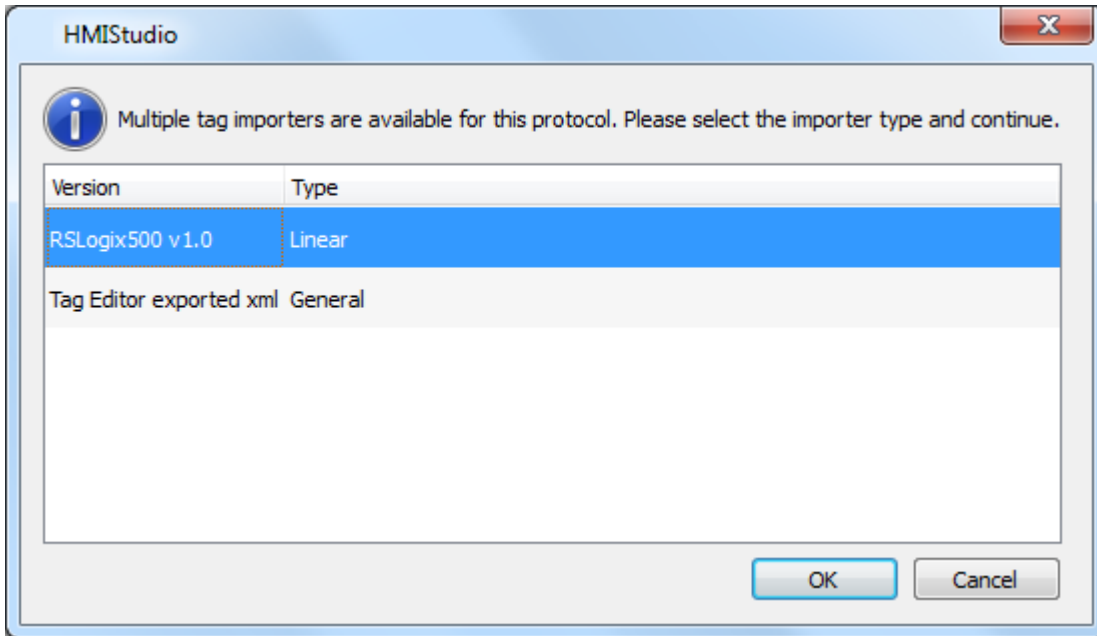 HMIStudio
Multiple tag importers are available for this protocol. Please select the importer type and continue.
Version Type
RSLogix500 v1.0 Linear
Tag Editor exported xml General
OK Cancel